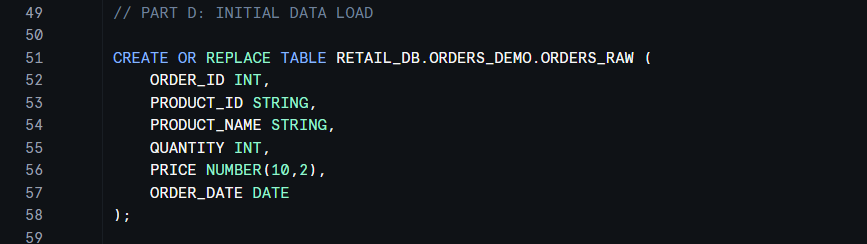 49 // PART D: INITIAL DATA LOAD
50
51 CREATE OR REPLACE TABLE RETAIL_DB.ORDERS_DEMO.ORDERS_RAW (
52 ORDER_ID INT,
53 PRODUCT_ID STRING,
54 PRODUCT_NAME STRING,
55 QUANTITY INT,
56 PRICE NUMBER(10,2),
57 ORDER_DATE DATE
58 );
59